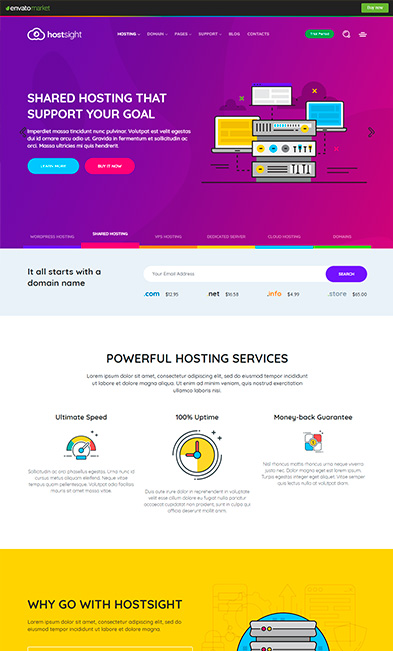 envatomarket
Buy now
hostsight
HOSTING
DOMAIN
PAGES
SUPPORT
BLOG
CONTACTS
Free Period
SHARED HOSTING THAT
SUPPORT YOUR GOAL
Imperdiet massa tincidunt nunc pulvinar. Volutpat est velit egestas
dui id ornare arcu odio ut. Gravida in fermentum et sollicitudin ac
orci. Massa ultricies mi quis hendrerit.
LEARN MORE
BUY IT NOW
WORDPRESS HOSTING
SHARED HOSTING
VPS HOSTING
DEDICATED SERVER
CLOUD HOSTING
DOMAINS
It all starts with a
domain name
Your Email Address
SEARCH
.com $12.95
net $16.58
.info $4.99
.store $65.00
POWERFUL HOSTING SERVICES
Lorem ipsum dolor sit amet, consectetur adipiscing elit, sed do eiusmod tempor incididunt
ut labore et dolore magna aliqua. Ut enim ad minim veniam, quis nostrud exercitation
ullamco laboris nisi.
Ultimate Speed
Sollicitudin ac orci phasellus egestas. Urna nunc id
cursus metus aliquam eleifend. Neque vitae
tempus quam pellentesque. Volutpat odio facilisis
mauris sit amet massa vitae.
100% Uptime
Duis aute irure dolor in reprehenderit in voluptate
velit esse cillum dolore eu fugiat nulla pariatur
excepteur cupidatat non proident, sunt in culpa qui
officia deserunt mollit anim.
Money-back Guarantee
Nisl rhoncus mattis rhoncus urna neque viverra
justo nec. Mi proin sed libero enim sed. In ipsum.
Turpis egestas integer eget aliquet. Vitae semper
quis lectus nulla at volutpat.
WHY GO WITH HOSTSIGHT
Lorem ipsum dolor sit amet, consectetur adipiscing elit, sed do
eiusmod tempor incididunt ut labore et dolore